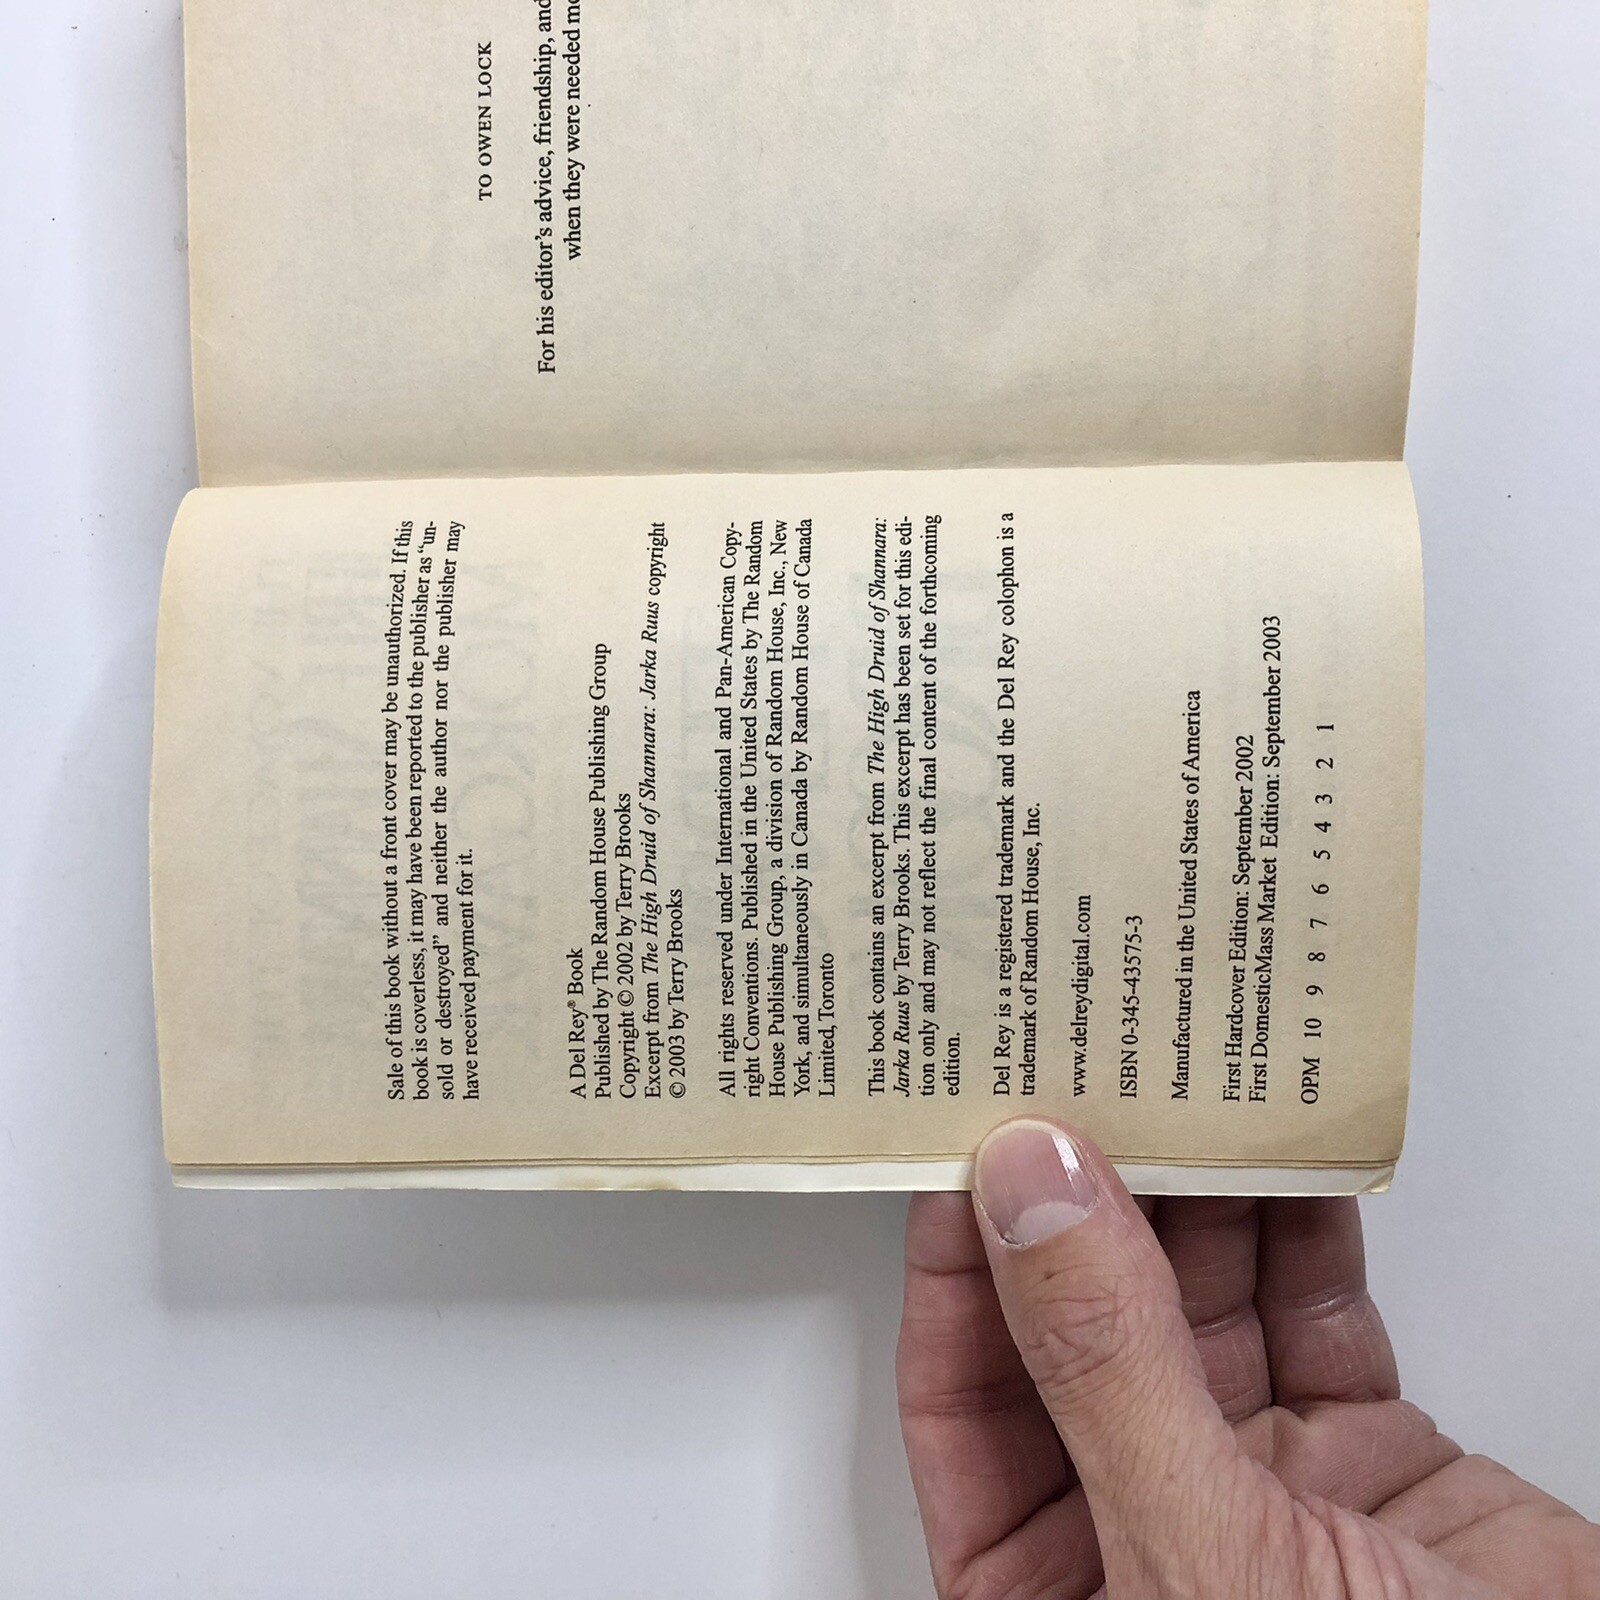 Sale of this book without a front cover may be unauthorized. If this
book is coverless, it may have been reported to the publisher as “un-
sold or destroyed” and neither the author nor the publisher may
have received payment for it.
A Del Rey® Book
Published by The Random House Publishing Group
Copyright © 2002 by Terry Brooks
Excerpt from The High Druid of Shannara: Jarka Ruus copyright
© 2003 by Terry Brooks
All rights reserved under International and Pan-American Copy-
right Conventions. Published in the United States by The Random
House Publishing Group, a division of Random House, Inc., New
York, and simultaneously in Canada by Random House of Canada
Limited, Toronto
This book contains an excerpt from The High Druid of Shannara:
Jarka Ruus by Terry Brooks. This excerpt has been set for this edi-
tion only and may not reflect the final content of the forthcoming
edition.
Del Rey is a registered trademark and the Del Rey colophon is a
trademark of Random House, Inc.
www.delreydigital.com
ISBN 0-345-43575-3
Manufactured in the United States of America
First Hardcover Edition: September 2002
First DomesticMass Market Edition: September 2003
OPM 10 9 8 7 6 5 4 3 2 1
TO OWEN LOCK
For his editor’s advice, friendship, and
when they were needed